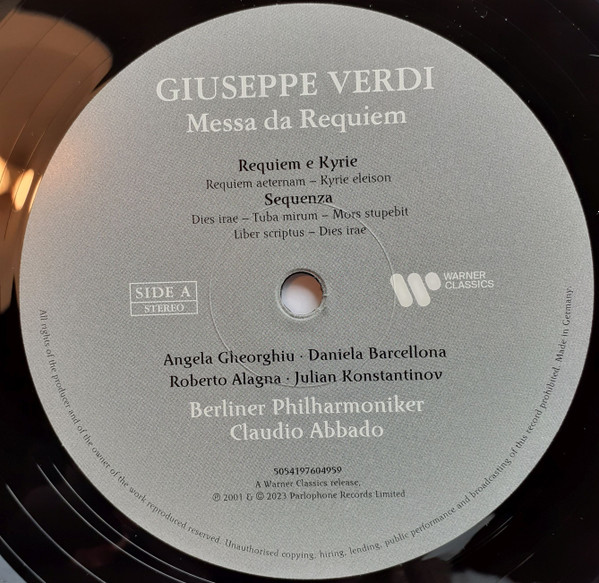 GIUSEPPE VERDI
Messa da Requiem
Requiem e Kyrie
Requiem aeternam – Kyrie eleison
Sequenza
Dies irae – Tuba mirum – Mors stupebit
Liber scriptus – Dies irae
SIDE A
STEREO
WARNER
CLASSICS
Angela Gheorghiu · Daniela Barcellona
Roberto Alagna · Julian Konstantinov
Berliner Philharmoniker
Claudio Abbado
5054197604959
A Warner Classics release,
℗ 2001 & © 2023 Parlophone Records Limited
All rights of the producer and of the owner of the work reproduced reserved. Unauthorised copying, hiring, lending, public performance and broadcasting of this record prohibited. Made in Germany.